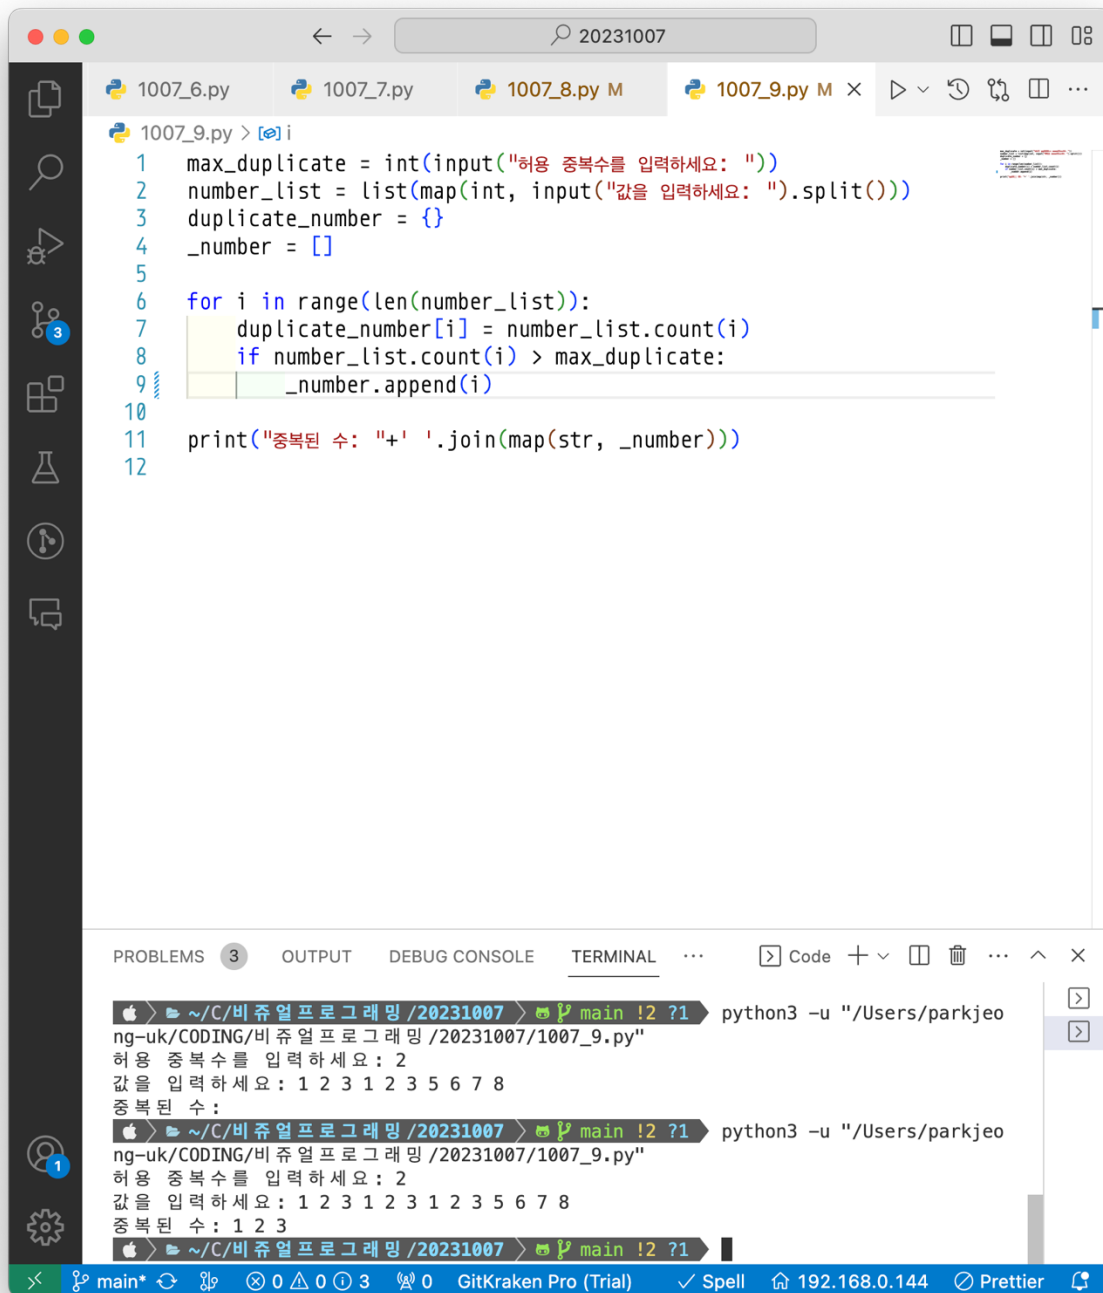 20231007
1007_6.py 1007_7.py 1007_8.py M 1007_9.py M
1007_9.py > i
1 max_duplicate = int(input("허용 중복수를 입력하세요: "))
2 number_list = list(map(int, input("값을 입력하세요: ").split()))
3 duplicate_number = {}
4 _number = []
5
6 for i in range(len(number_list)):
7 duplicate_number[i] = number_list.count(i)
8 if number_list.count(i) > max_duplicate:
9 _number.append(i)
10
11 print("중복된 수: "+' '.join(map(str, _number)))
12
3
PROBLEMS 3 OUTPUT DEBUG CONSOLE TERMINAL ... Code
~/C/비쥬얼프로그래밍/20231007 main !2 ?1 python3 -u "/Users/parkjeo
ng-uk/CODING/비쥬얼프로그래밍/20231007/1007_9.py"
허용 중복수를 입력하세요: 2
값을 입력하세요: 1 2 3 1 2 3 5 6 7 8
중복된 수:
~/C/비쥬얼프로그래밍/20231007 main !2 ?1 python3 -u "/Users/parkjeo
ng-uk/CODING/비쥬얼프로그래밍/20231007/1007_9.py"
허용 중복수를 입력하세요: 2
값을 입력하세요: 1 2 3 1 2 3 1 2 3 5 6 7 8
중복된 수: 1 2 3
~/C/비쥬얼프로그래밍/20231007 main !2 ?1
1
main* 0 0 3 0 GitKraken Pro (Trial) Spell 192.168.0.144 Prettier